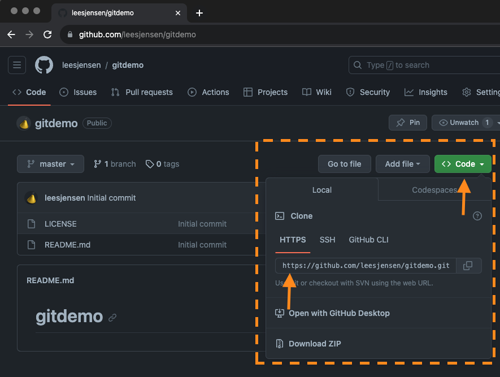 leesjensen/gitdemo
github.com/leesjensen/gitdemo
leesjensen / gitdemo
Type / to search
Code Issues Pull requests Actions Projects Wiki Security Insights
gitdemo Public Pin Unwatch 1
master 1 branch 0 tags Go to file Add file Code
leesjensen Initial commit
LICENSE Initial commit
README.md Initial commit
README.md
gitdemo
Local Codespaces
Clone
HTTPS SSH GitHub CLI
https://github.com/leesjensen/gitdemo.git
or checkout with SVN using the web URL.
Open with GitHub Desktop
Download ZIP